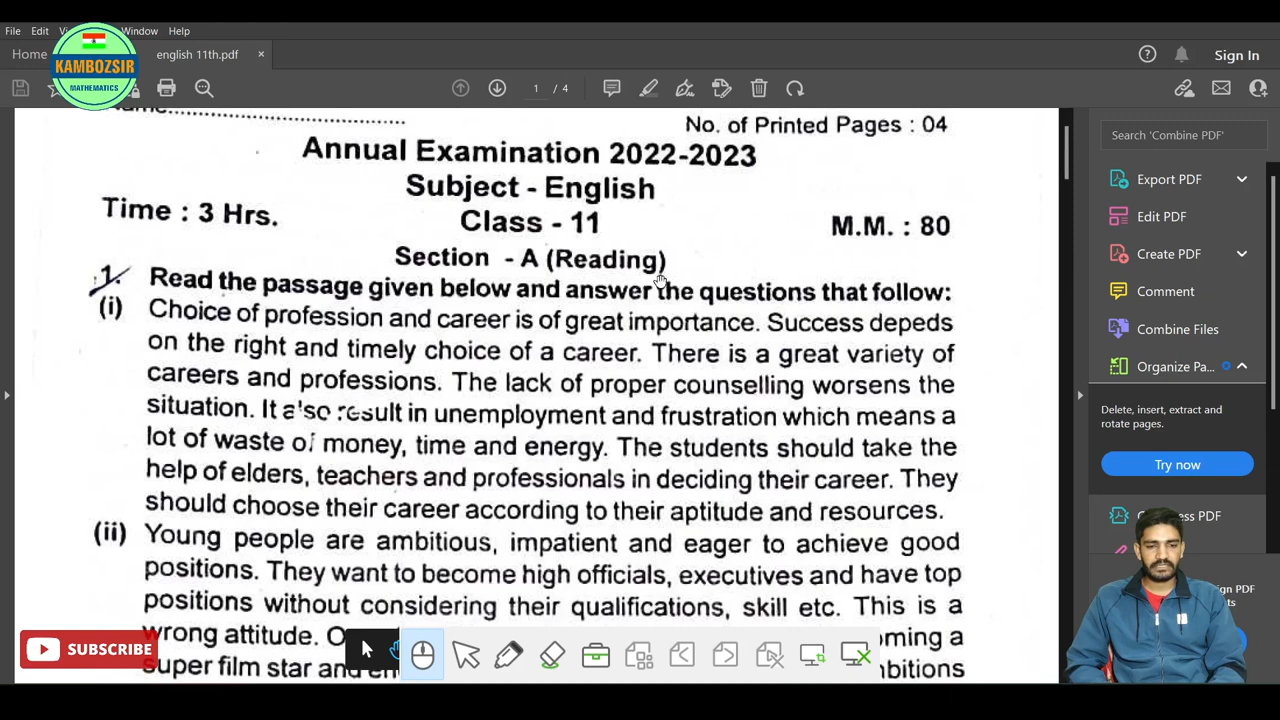 File Edit Window Help
Home english 11th.pdf ×
KAMBOZSIR
MATHEMATICS
1 / 4
Sign In
Search 'Combine PDF'
Export PDF
Edit PDF
Create PDF
Comment
Combine Files
Organize Pa...
Delete, insert, extract and
rotate pages.
Try now
PDF
No. of Printed Pages : 04
Annual Examination 2022-2023
Subject - English
Time : 3 Hrs.
Class - 11
M.M. : 80
Section - A (Reading)
1. Read the passage given below and answer the questions that follow:
(i) Choice of profession and career is of great importance. Success depeds
on the right and timely choice of a career. There is a great variety of
careers and professions. The lack of proper counselling worsens the
situation. It also result in unemployment and frustration which means a
lot of waste of money, time and energy. The students should take the
help of elders, teachers and professionals in deciding their career. They
should choose their career according to their aptitude and resources.
(ii) Young people are ambitious, impatient and eager to achieve good
positions. They want to become high officials, executives and have top
positions without considering their qualifications, skill etc. This is a
wrong attitude.
super film star
SUBSCRIBE